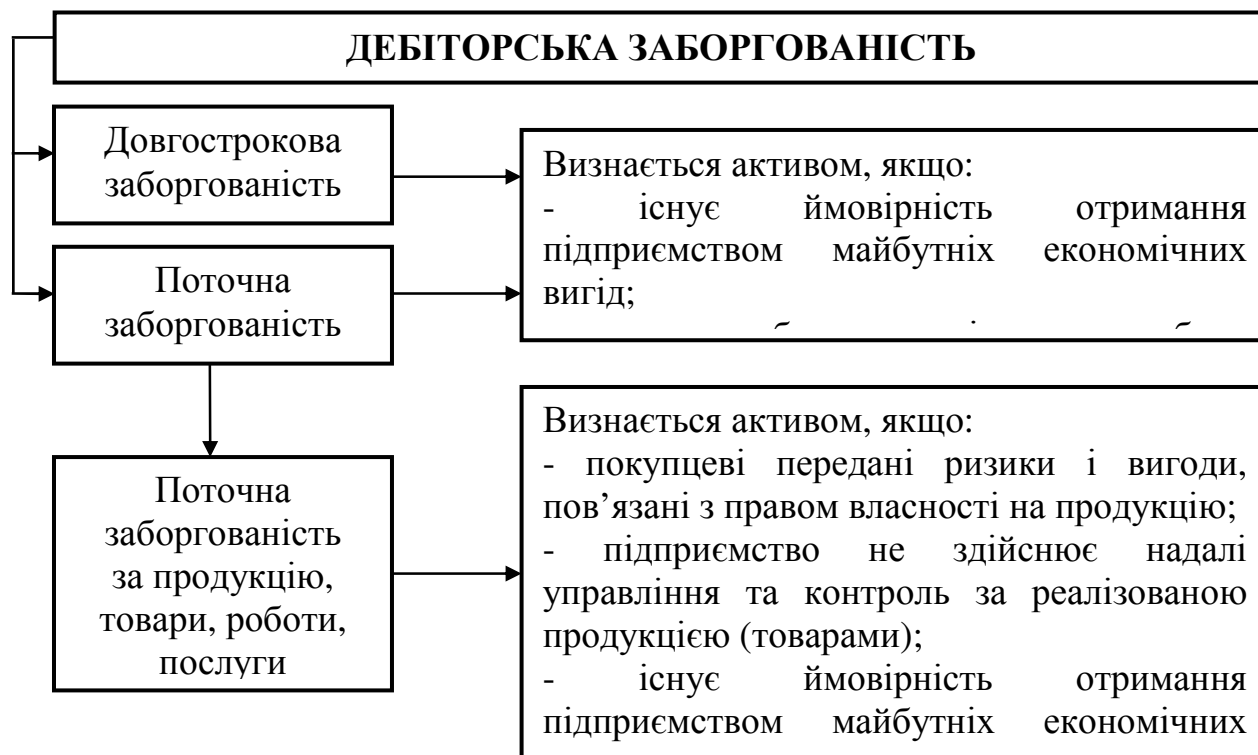 ДЕБІТОРСЬКА ЗАБОРГОВАНІСТЬ
Довгострокова
заборгованість
Визнається активом, якщо:
- існує ймовірність отримання
підприємством майбутніх економічних
вигід;
Поточна
заборгованість
Поточна
заборгованість
за продукцію,
товари, роботи,
послуги
Визнається активом, якщо:
- покупцеві передані ризики і вигоди,
пов’язані з правом власності на продукцію;
- підприємство не здійснює надалі
управління та контроль за реалізованою
продукцією (товарами);
- існує ймовірність отримання
підприємством майбутніх економічних